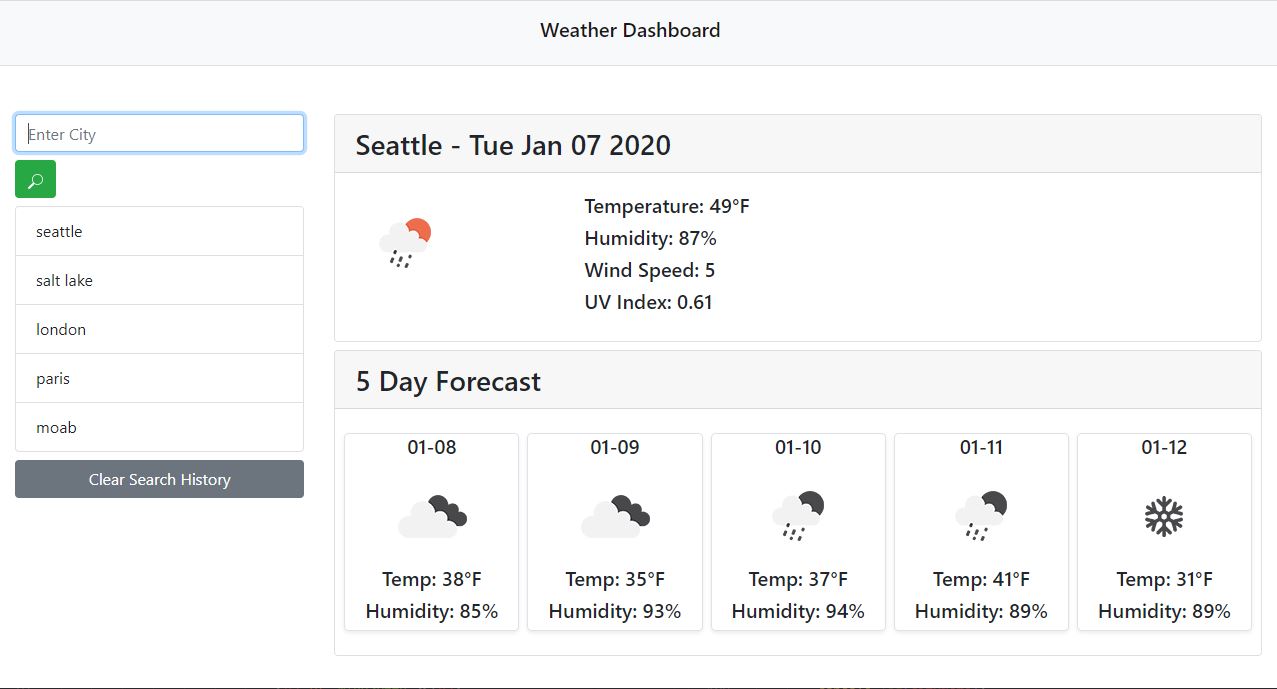 Weather Dashboard
Enter City
seattle
salt lake
london
paris
moab
Clear Search History
Seattle - Tue Jan 07 2020
Temperature: 49°F
Humidity: 87%
Wind Speed: 5
UV Index: 0.61
5 Day Forecast
01-08
Temp: 38°F
Humidity: 85%
01-09
Temp: 35°F
Humidity: 93%
01-10
Temp: 37°F
Humidity: 94%
01-11
Temp: 41°F
Humidity: 89%
01-12
Temp: 31°F
Humidity: 89%